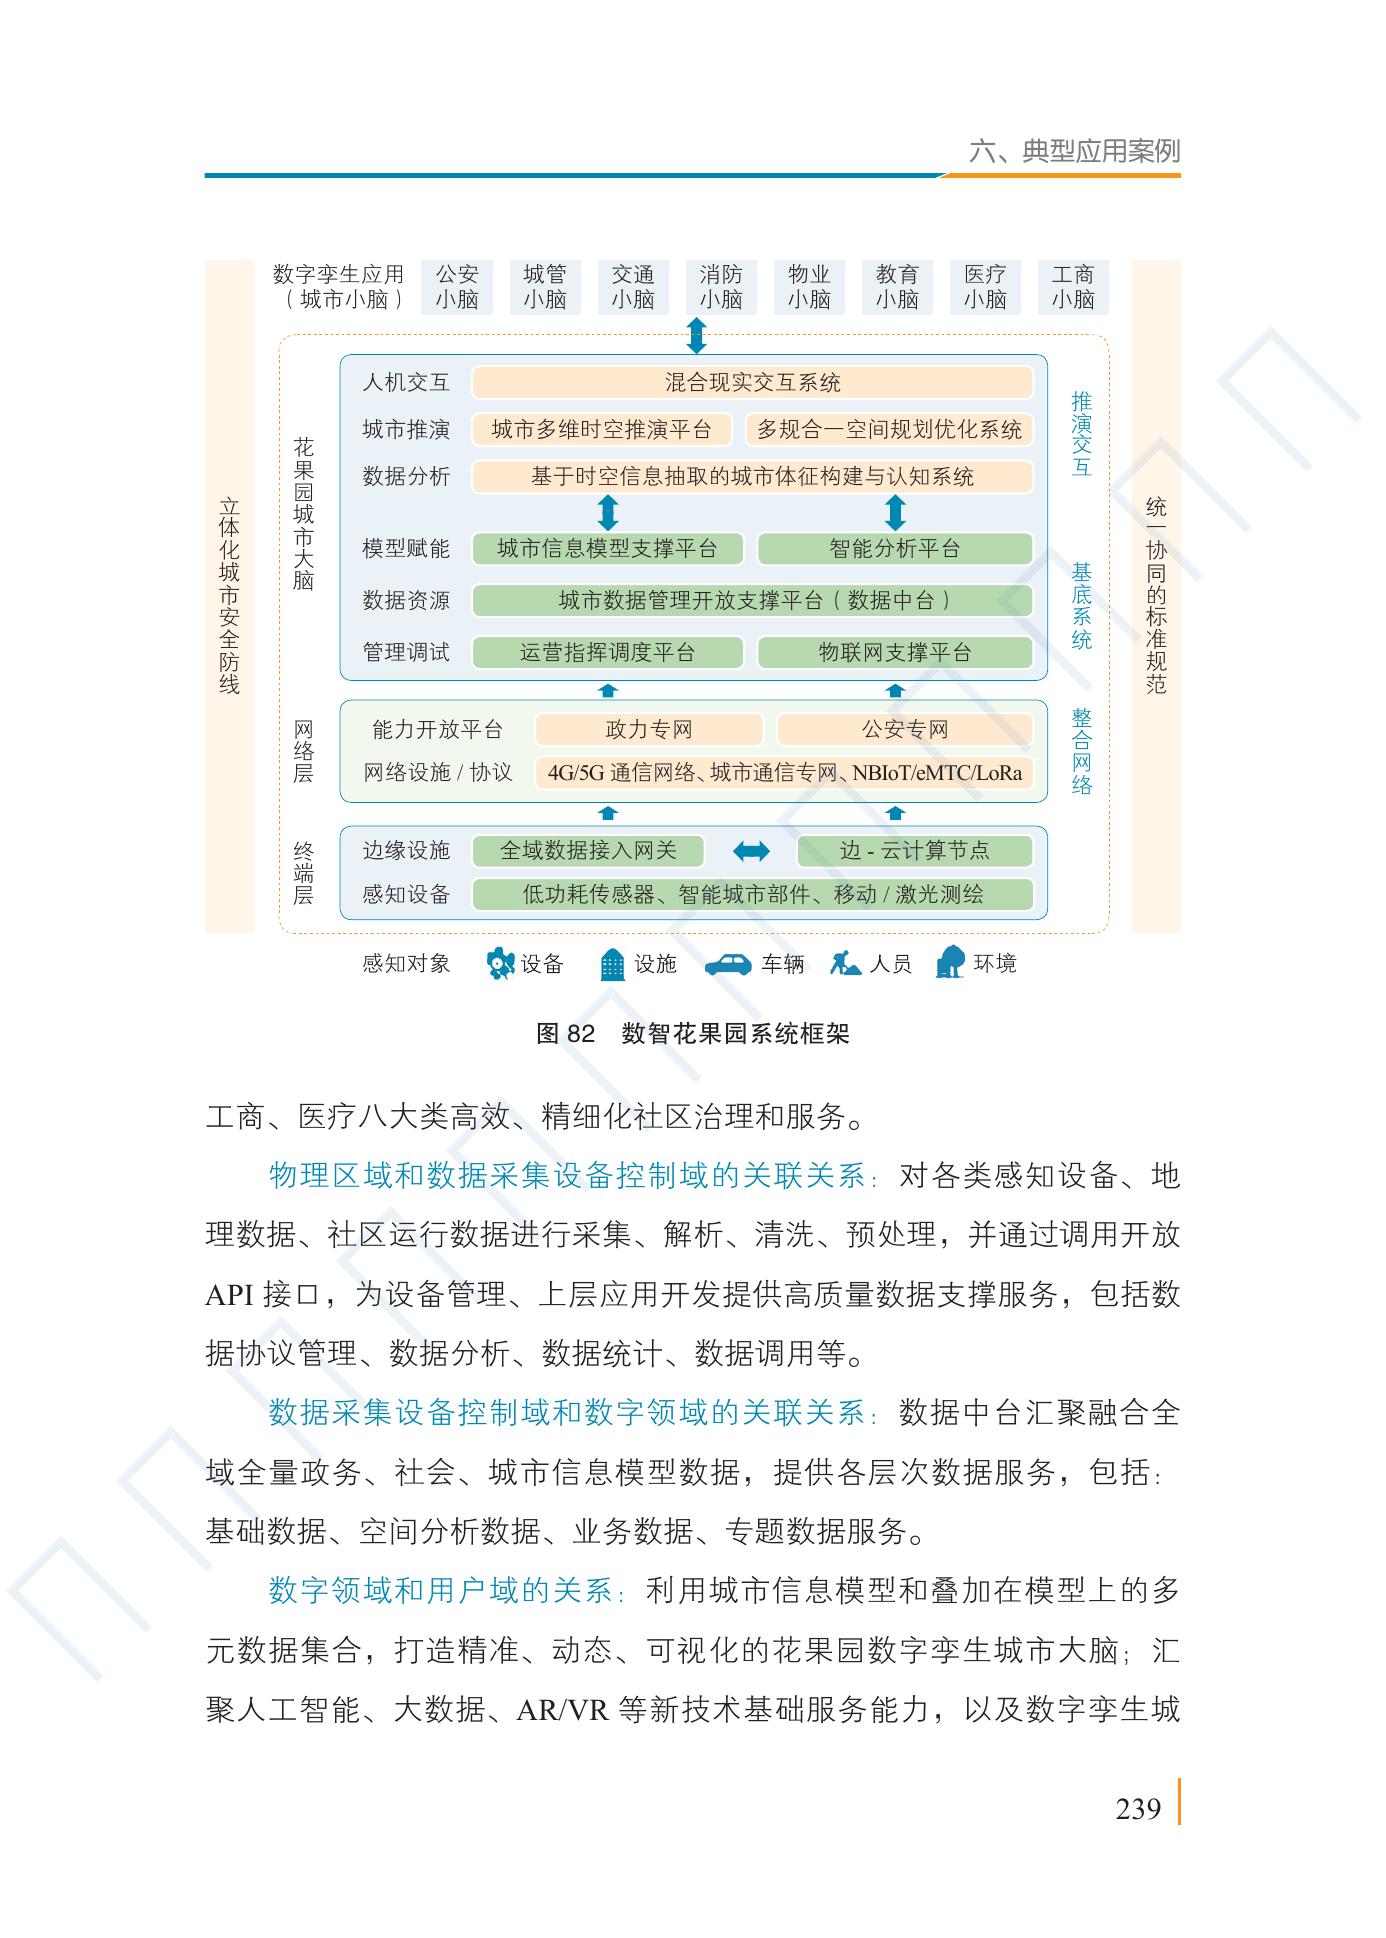 六、典型应用案例
数字孪生应用
（城市小脑）
公安小脑 城管小脑 交通小脑 消防小脑 物业小脑 教育小脑 医疗小脑 工商小脑
立体化城市安全防线
花果园城市大脑
人机交互 混合现实交互系统
城市推演 城市多维时空推演平台 多规合一空间规划优化系统
数据分析 基于时空信息抽取的城市体征构建与认知系统
推演交互
模型赋能 城市信息模型支撑平台 智能分析平台
数据资源 城市数据管理开放支撑平台（数据中台）
管理调试 运营指挥调度平台 物联网支撑平台
基底系统
网络层
能力开放平台 政力专网 公安专网
网络设施 / 协议 4G/5G 通信网络、城市通信专网、NBIoT/eMTC/LoRa
整合网络
终端层
边缘设施 全域数据接入网关 边 - 云计算节点
感知设备 低功耗传感器、智能城市部件、移动 / 激光测绘
统一协同的标准规范
感知对象 设备 设施 车辆 人员 环境
图 82 数智花果园系统框架
工商、医疗八大类高效、精细化社区治理和服务。
物理区域和数据采集设备控制域的关联关系：对各类感知设备、地
理数据、社区运行数据进行采集、解析、清洗、预处理，并通过调用开放
API 接口，为设备管理、上层应用开发提供高质量数据支撑服务，包括数
据协议管理、数据分析、数据统计、数据调用等。
数据采集设备控制域和数字领域的关联关系：数据中台汇聚融合全
域全量政务、社会、城市信息模型数据，提供各层次数据服务，包括：
基础数据、空间分析数据、业务数据、专题数据服务。
数字领域和用户域的关系：利用城市信息模型和叠加在模型上的多
元数据集合，打造精准、动态、可视化的花果园数字孪生城市大脑；汇
聚人工智能、大数据、AR/VR 等新技术基础服务能力，以及数字孪生城
239